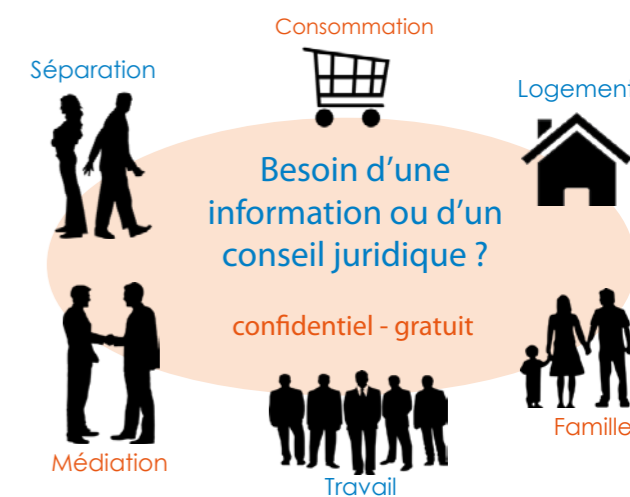 Consommation
Séparation
Logement
Besoin d’une
information ou d’un
conseil juridique ?
confidentiel - gratuit
Famille
Médiation
Travail